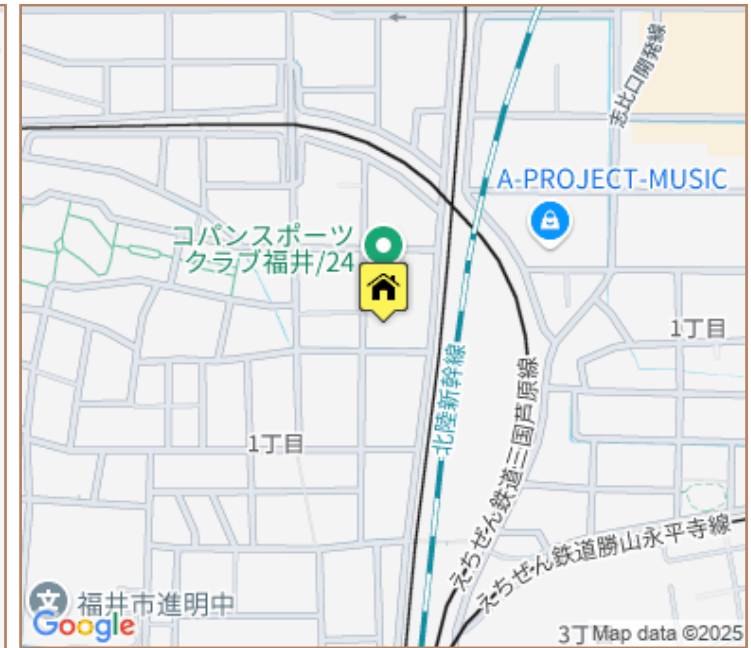 志比口開発線
A-PROJECT-MUSIC
コパンスポーツ
クラブ福井/24
1丁目
北陸新幹線
えちぜん鉄道三国芦原線
1丁目
えちぜん鉄道勝山永平寺線
福井市進明中
Google
3丁
Map data ©2025